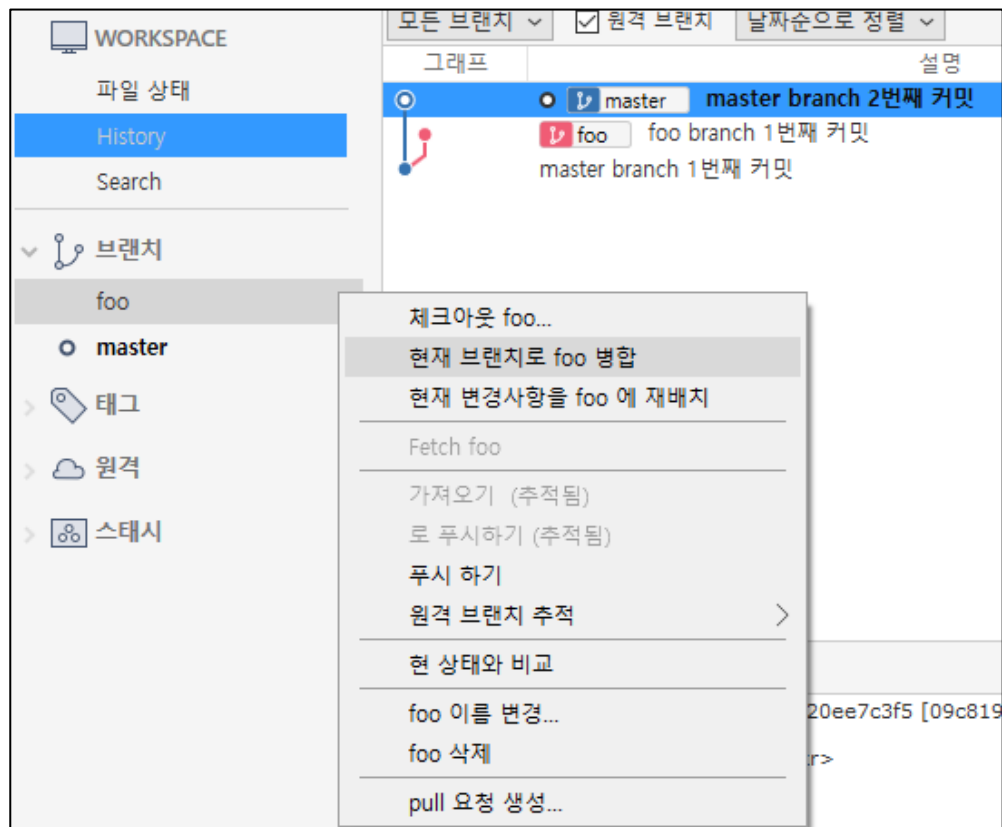 WORKSPACE
파일 상태
History
Search
브랜치
foo
master
태그
원격
스태시
모든 브랜치
원격 브랜치
날짜순으로 정렬
그래프
설명
master master branch 2번째 커밋
foo foo branch 1번째 커밋
master branch 1번째 커밋
체크아웃 foo...
현재 브랜치로 foo 병합
현재 변경사항을 foo 에 재배치
Fetch foo
가져오기 (추적됨)
로 푸시하기 (추적됨)
푸시 하기
원격 브랜치 추적
현 상태와 비교
foo 이름 변경...
foo 삭제
pull 요청 생성...
20ee7c3f5 [09c819
r>